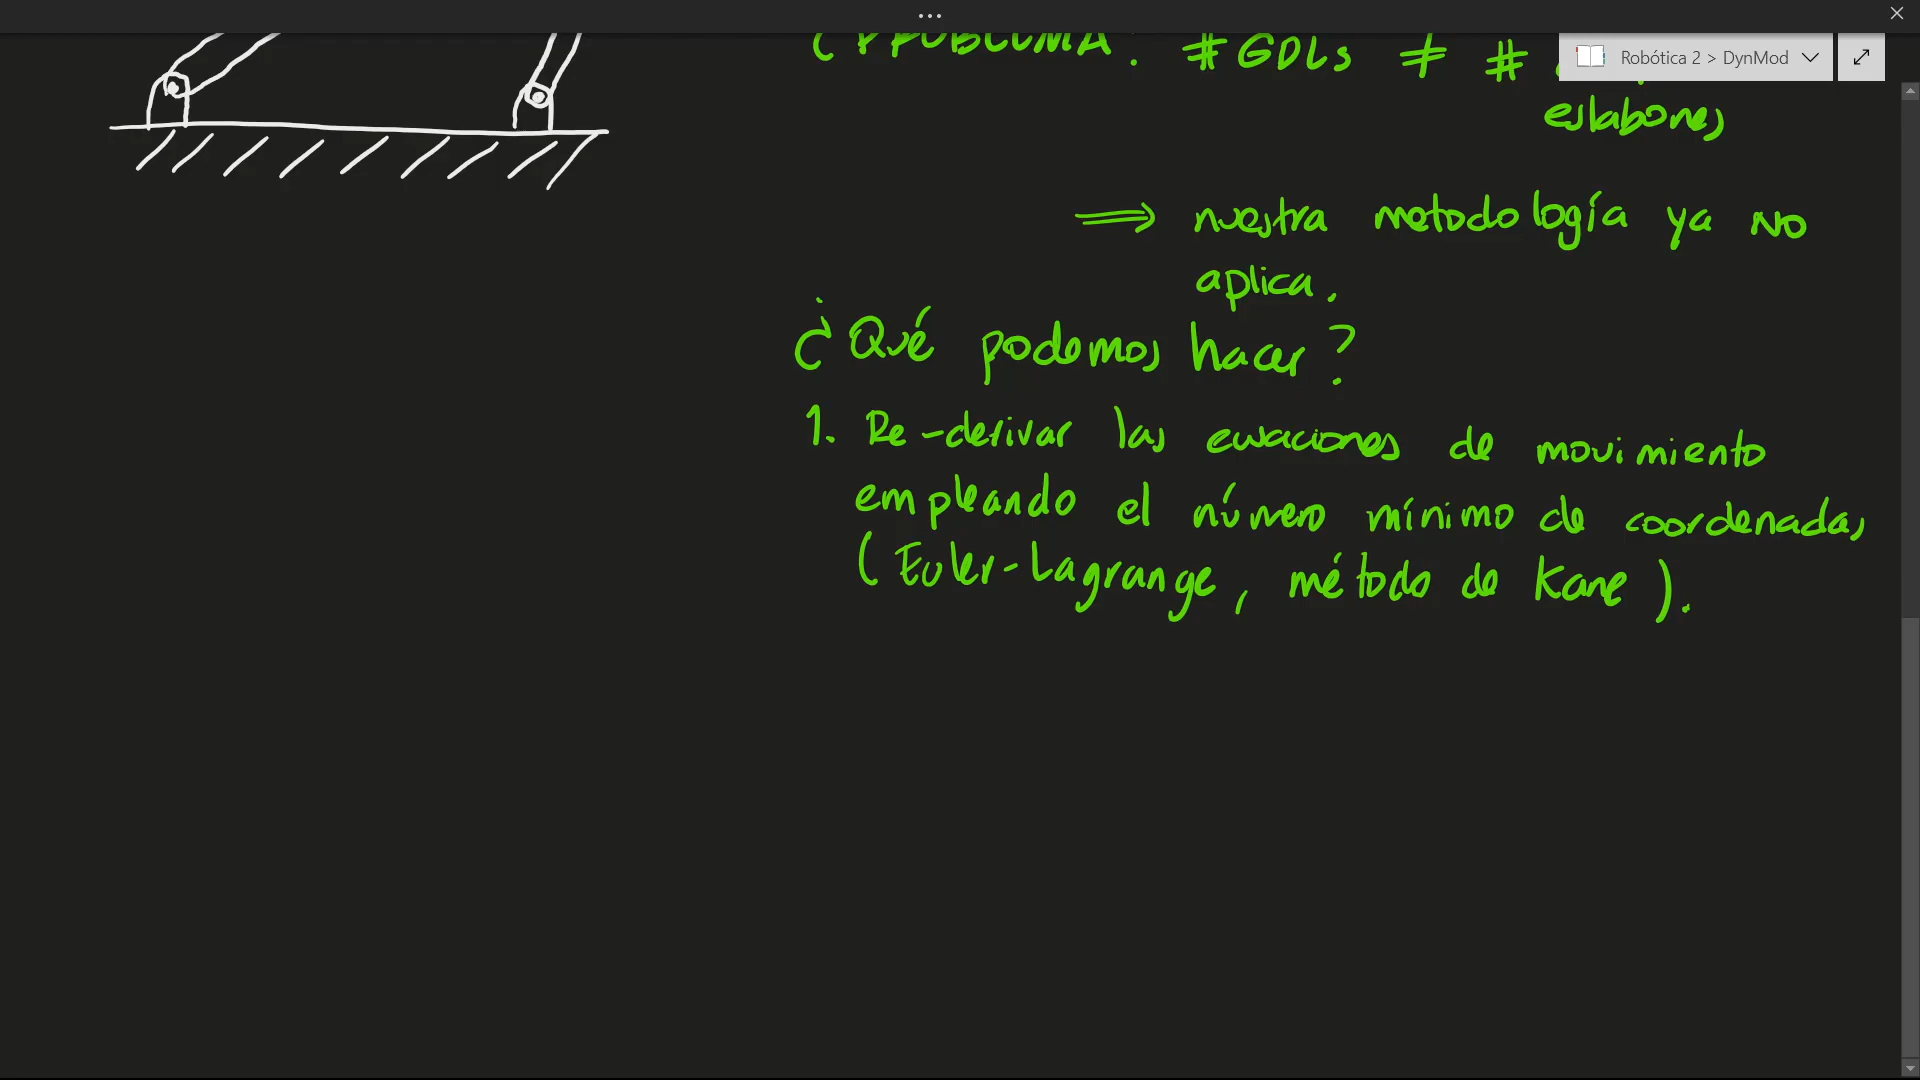 ...
Robótica 2 > DynMod
¿PROBLEMA: #GDLs ≠ #
eslabones
⟹ nuestra metodología ya NO
aplica.
¿Qué podemos hacer?
1. Re-derivar las ecuaciones de movimiento
empleando el número mínimo de coordenadas
(Euler-Lagrange, método de Kane).